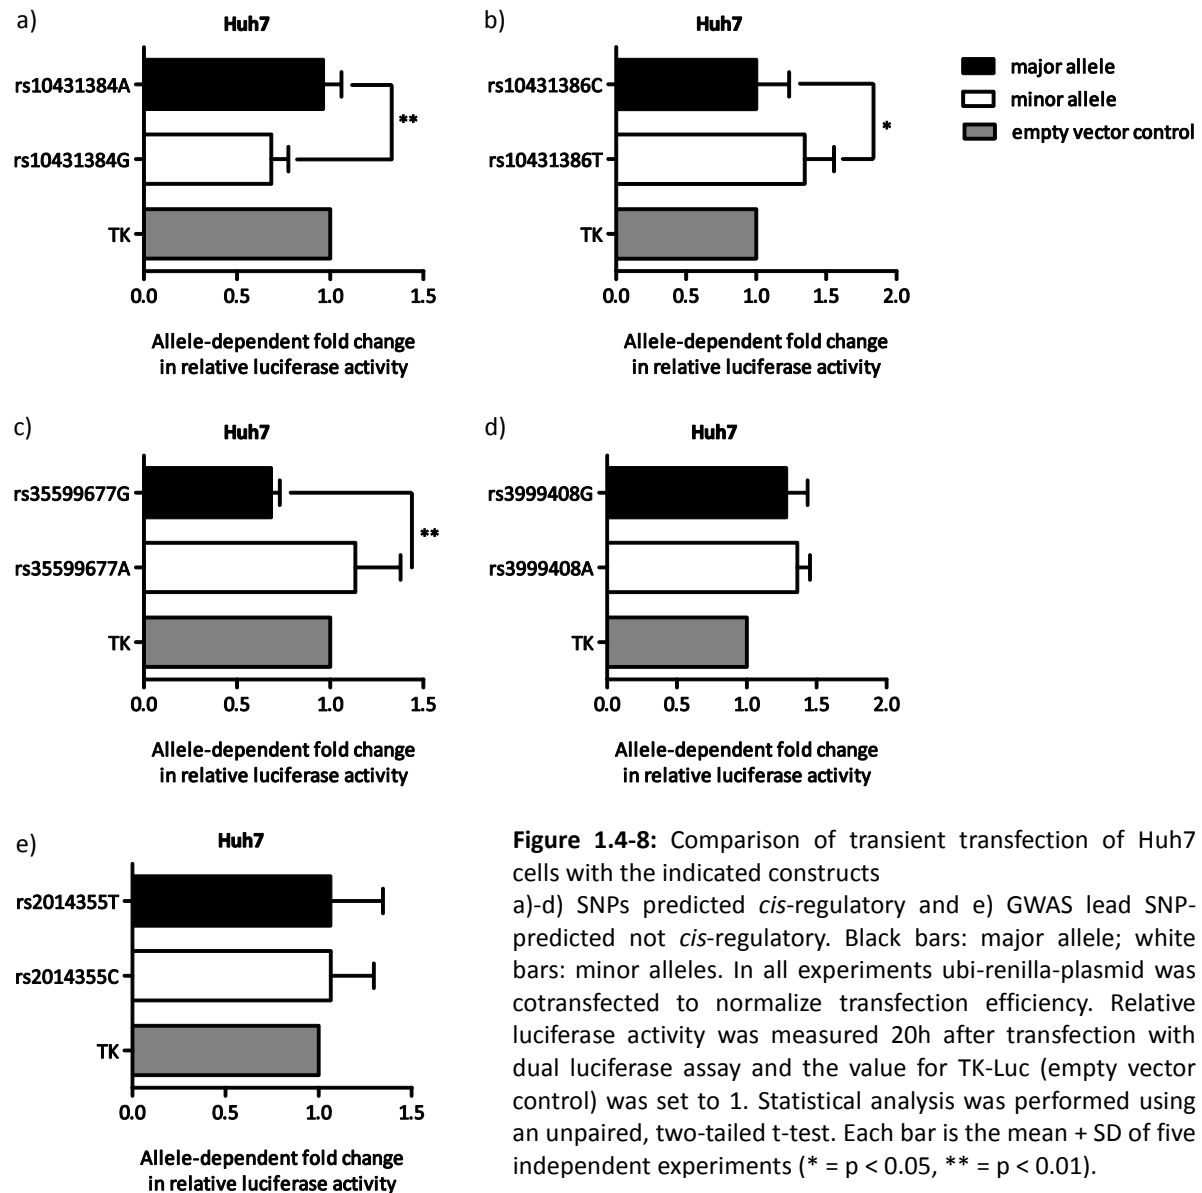 a)
Huh7
rs10431384A
rs10431384G
TK
**
0.0 0.5 1.0 1.5
Allele-dependent fold change
in relative luciferase activity
b)
Huh7
rs10431386C
rs10431386T
TK
*
0.0 0.5 1.0 1.5 2.0
Allele-dependent fold change
in relative luciferase activity
major allele
minor allele
empty vector control
c)
Huh7
rs35599677G
rs35599677A
TK
**
0.0 0.5 1.0 1.5
Allele-dependent fold change
in relative luciferase activity
d)
Huh7
rs3999408G
rs3999408A
TK
0.0 0.5 1.0 1.5 2.0
Allele-dependent fold change
in relative luciferase activity
e)
Huh7
rs2014355T
rs2014355C
TK
0.0 0.5 1.0 1.5
Allele-dependent fold change
in relative luciferase activity
Figure 1.4-8: Comparison of transient transfection of Huh7
cells with the indicated constructs
a)-d) SNPs predicted cis-regulatory and e) GWAS lead SNP-
predicted not cis-regulatory. Black bars: major allele; white
bars: minor alleles. In all experiments ubi-renilla-plasmid was
cotransfected to normalize transfection efficiency. Relative
luciferase activity was measured 20h after transfection with
dual luciferase assay and the value for TK-Luc (empty vector
control) was set to 1. Statistical analysis was performed using
an unpaired, two-tailed t-test. Each bar is the mean + SD of five
independent experiments (* = p < 0.05, ** = p < 0.01).